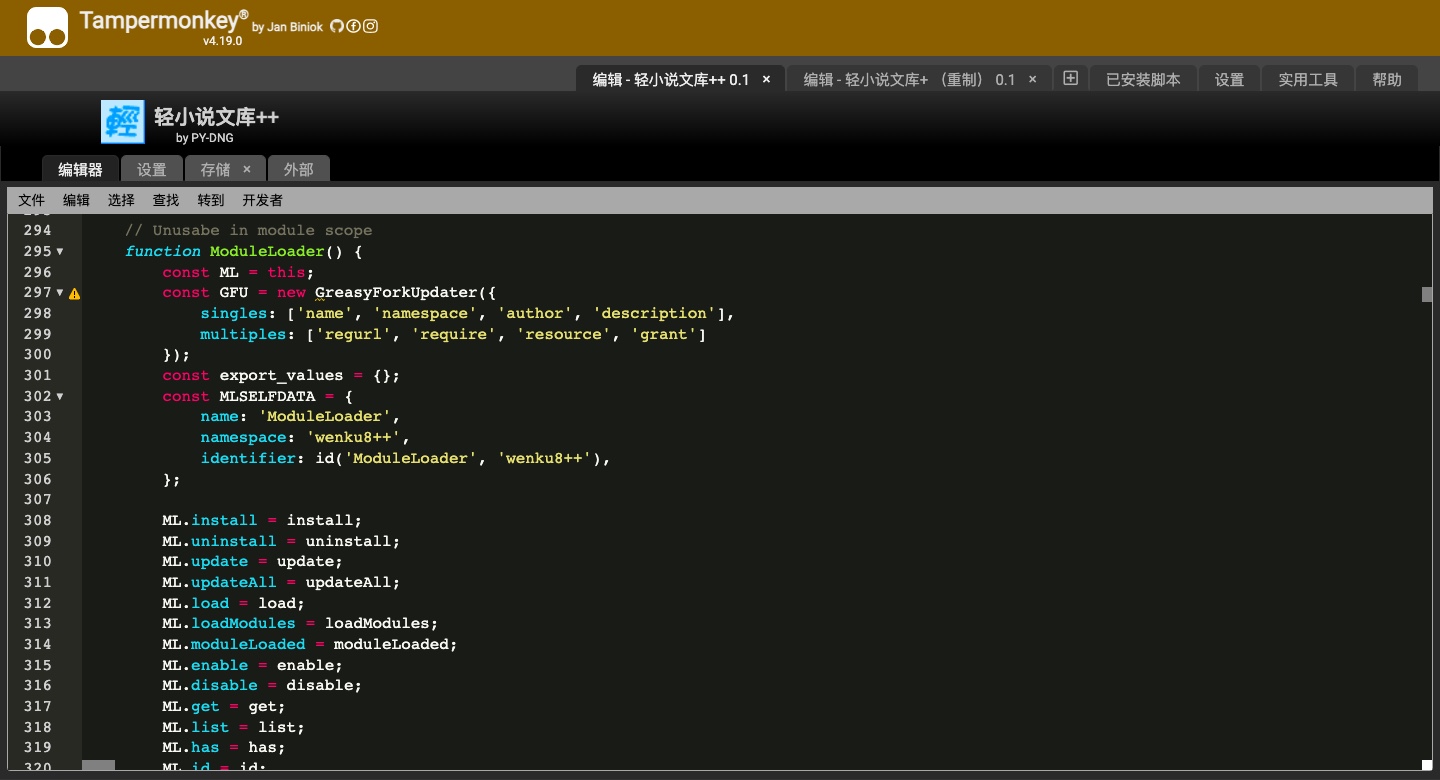 Tampermonkey® by Jan Biniok
v4.19.0
编辑 - 轻小说文库++ 0.1 × 编辑 - 轻小说文库+ （重制） 0.1 × 已安装脚本 设置 实用工具 帮助
輕 轻小说文库++
by PY-DNG
编辑器 设置 存储 × 外部
文件 编辑 选择 查找 转到 开发者
294 // Unusabe in module scope
295 function ModuleLoader() {
296 const ML = this;
297 const GFU = new GreasyForkUpdater({
298 singles: ['name', 'namespace', 'author', 'description'],
299 multiples: ['regurl', 'require', 'resource', 'grant']
300 });
301 const export_values = {};
302 const MLSELFDATA = {
303 name: 'ModuleLoader',
304 namespace: 'wenku8++',
305 identifier: id('ModuleLoader', 'wenku8++'),
306 };
307
308 ML.install = install;
309 ML.uninstall = uninstall;
310 ML.update = update;
311 ML.updateAll = updateAll;
312 ML.load = load;
313 ML.loadModules = loadModules;
314 ML.moduleLoaded = moduleLoaded;
315 ML.enable = enable;
316 ML.disable = disable;
317 ML.get = get;
318 ML.list = list;
319 ML.has = has;
320 ML.id = id;